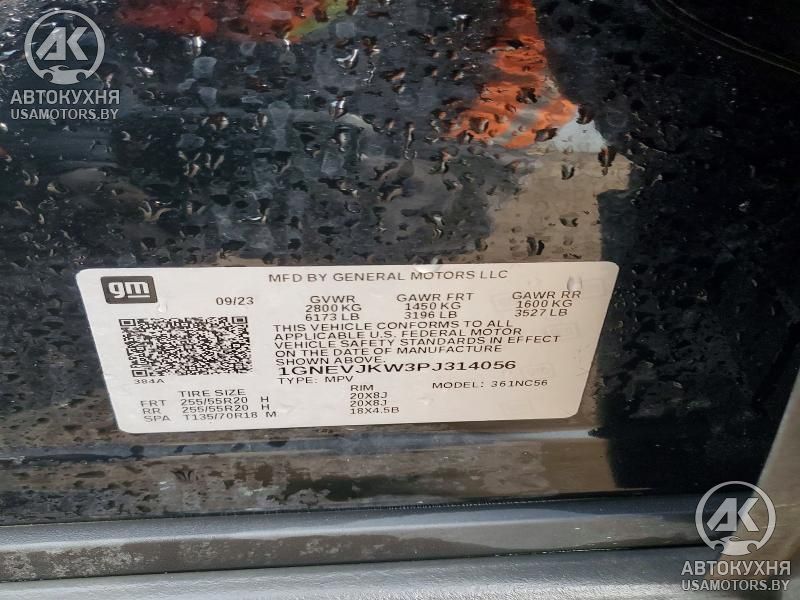 АК
АВТОКУХНЯ
USAMOTORS.BY
gm
MFD BY GENERAL MOTORS LLC
09/23 GVWR GAWR FRT GAWR RR
2800 KG 1450 KG 1600 KG
6173 LB 3196 LB 3527 LB
THIS VEHICLE CONFORMS TO ALL
APPLICABLE U.S. FEDERAL MOTOR
VEHICLE SAFETY STANDARDS IN EFFECT
ON THE DATE OF MANUFACTURE
SHOWN ABOVE.
1GNEVJKW3PJ314056
384A
TYPE: MPV MODEL: 361NC56
TIRE SIZE RIM
FRT 255/55R20 H 20X8J
RR 255/55R20 H 20X8J
SPA T135/70R18 M 18X4.5B
АК
АВТОКУХНЯ
USAMOTORS.BY